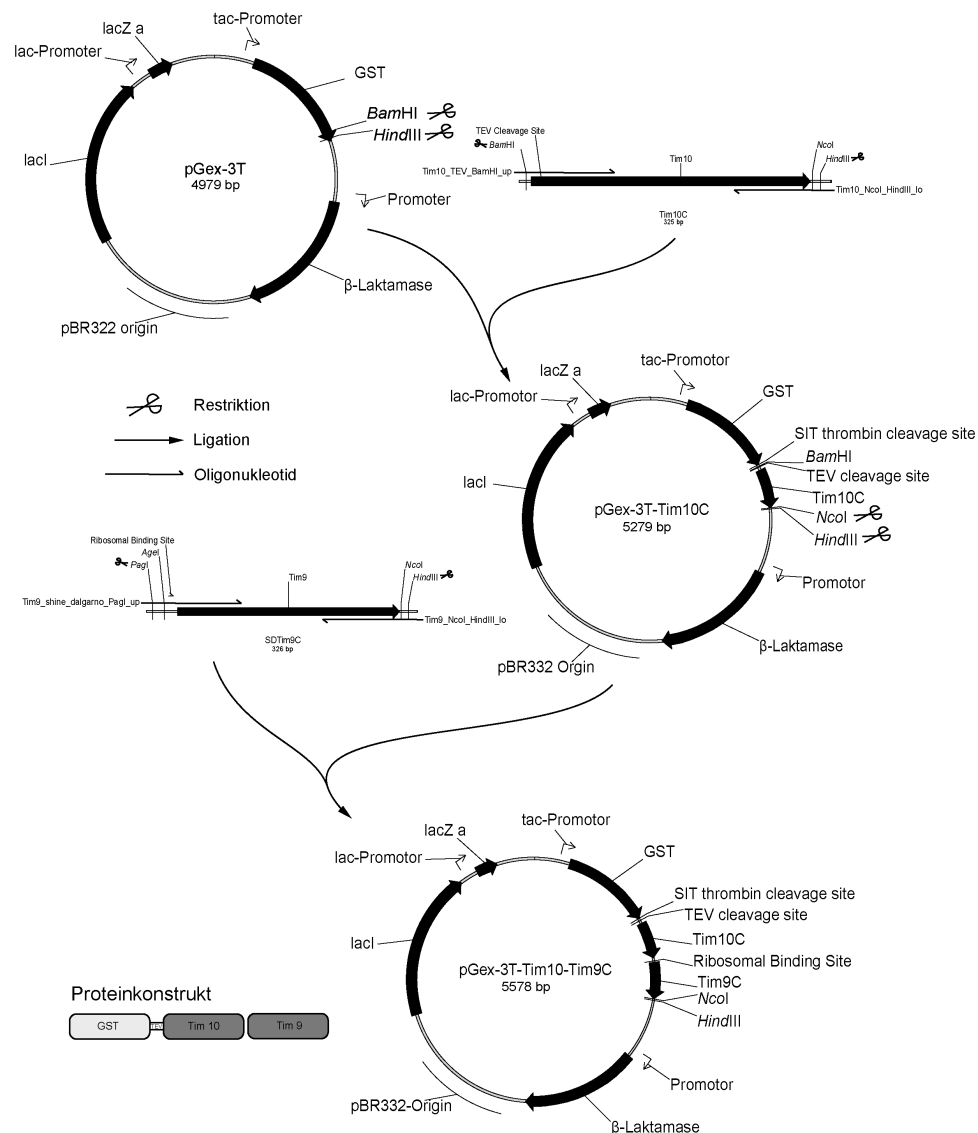 tac-Promoter
lacZ a
lac-Promoter
GST
BamHI
HindIII
lacI
pGex-3T
4979 bp
Promoter
β-Laktamase
pBR322 origin
TEV Cleavage Site
BamHI
Tim10_TEV_BamHI_up
Tim10
NcoI
HindIII
Tim10_NcoI_HindIII_lo
Tim10C
325 bp
Restriktion
Ligation
Oligonukleotid
tac-Promotor
lacZ a
lac-Promotor
GST
SIT thrombin cleavage site
BamHI
TEV cleavage site
Tim10C
NcoI
HindIII
lacI
pGex-3T-Tim10C
5279 bp
Promotor
β-Laktamase
pBR332 Orgin
Ribosomal Binding Site
AgeI
PagI
Tim9_shine_dalgarno_PagI_up
Tim9
NcoI
HindIII
Tim9_NcoI_HindIII_lo
SDTim9C
326 bp
tac-Promotor
lacZ a
lac-Promotor
GST
SIT thrombin cleavage site
TEV cleavage site
Tim10C
Ribosomal Binding Site
Tim9C
NcoI
HindIII
lacI
pGex-3T-Tim10-Tim9C
5578 bp
Promotor
β-Laktamase
pBR332-Origin
Proteinkonstrukt
GST
TEV
Tim 10
Tim 9